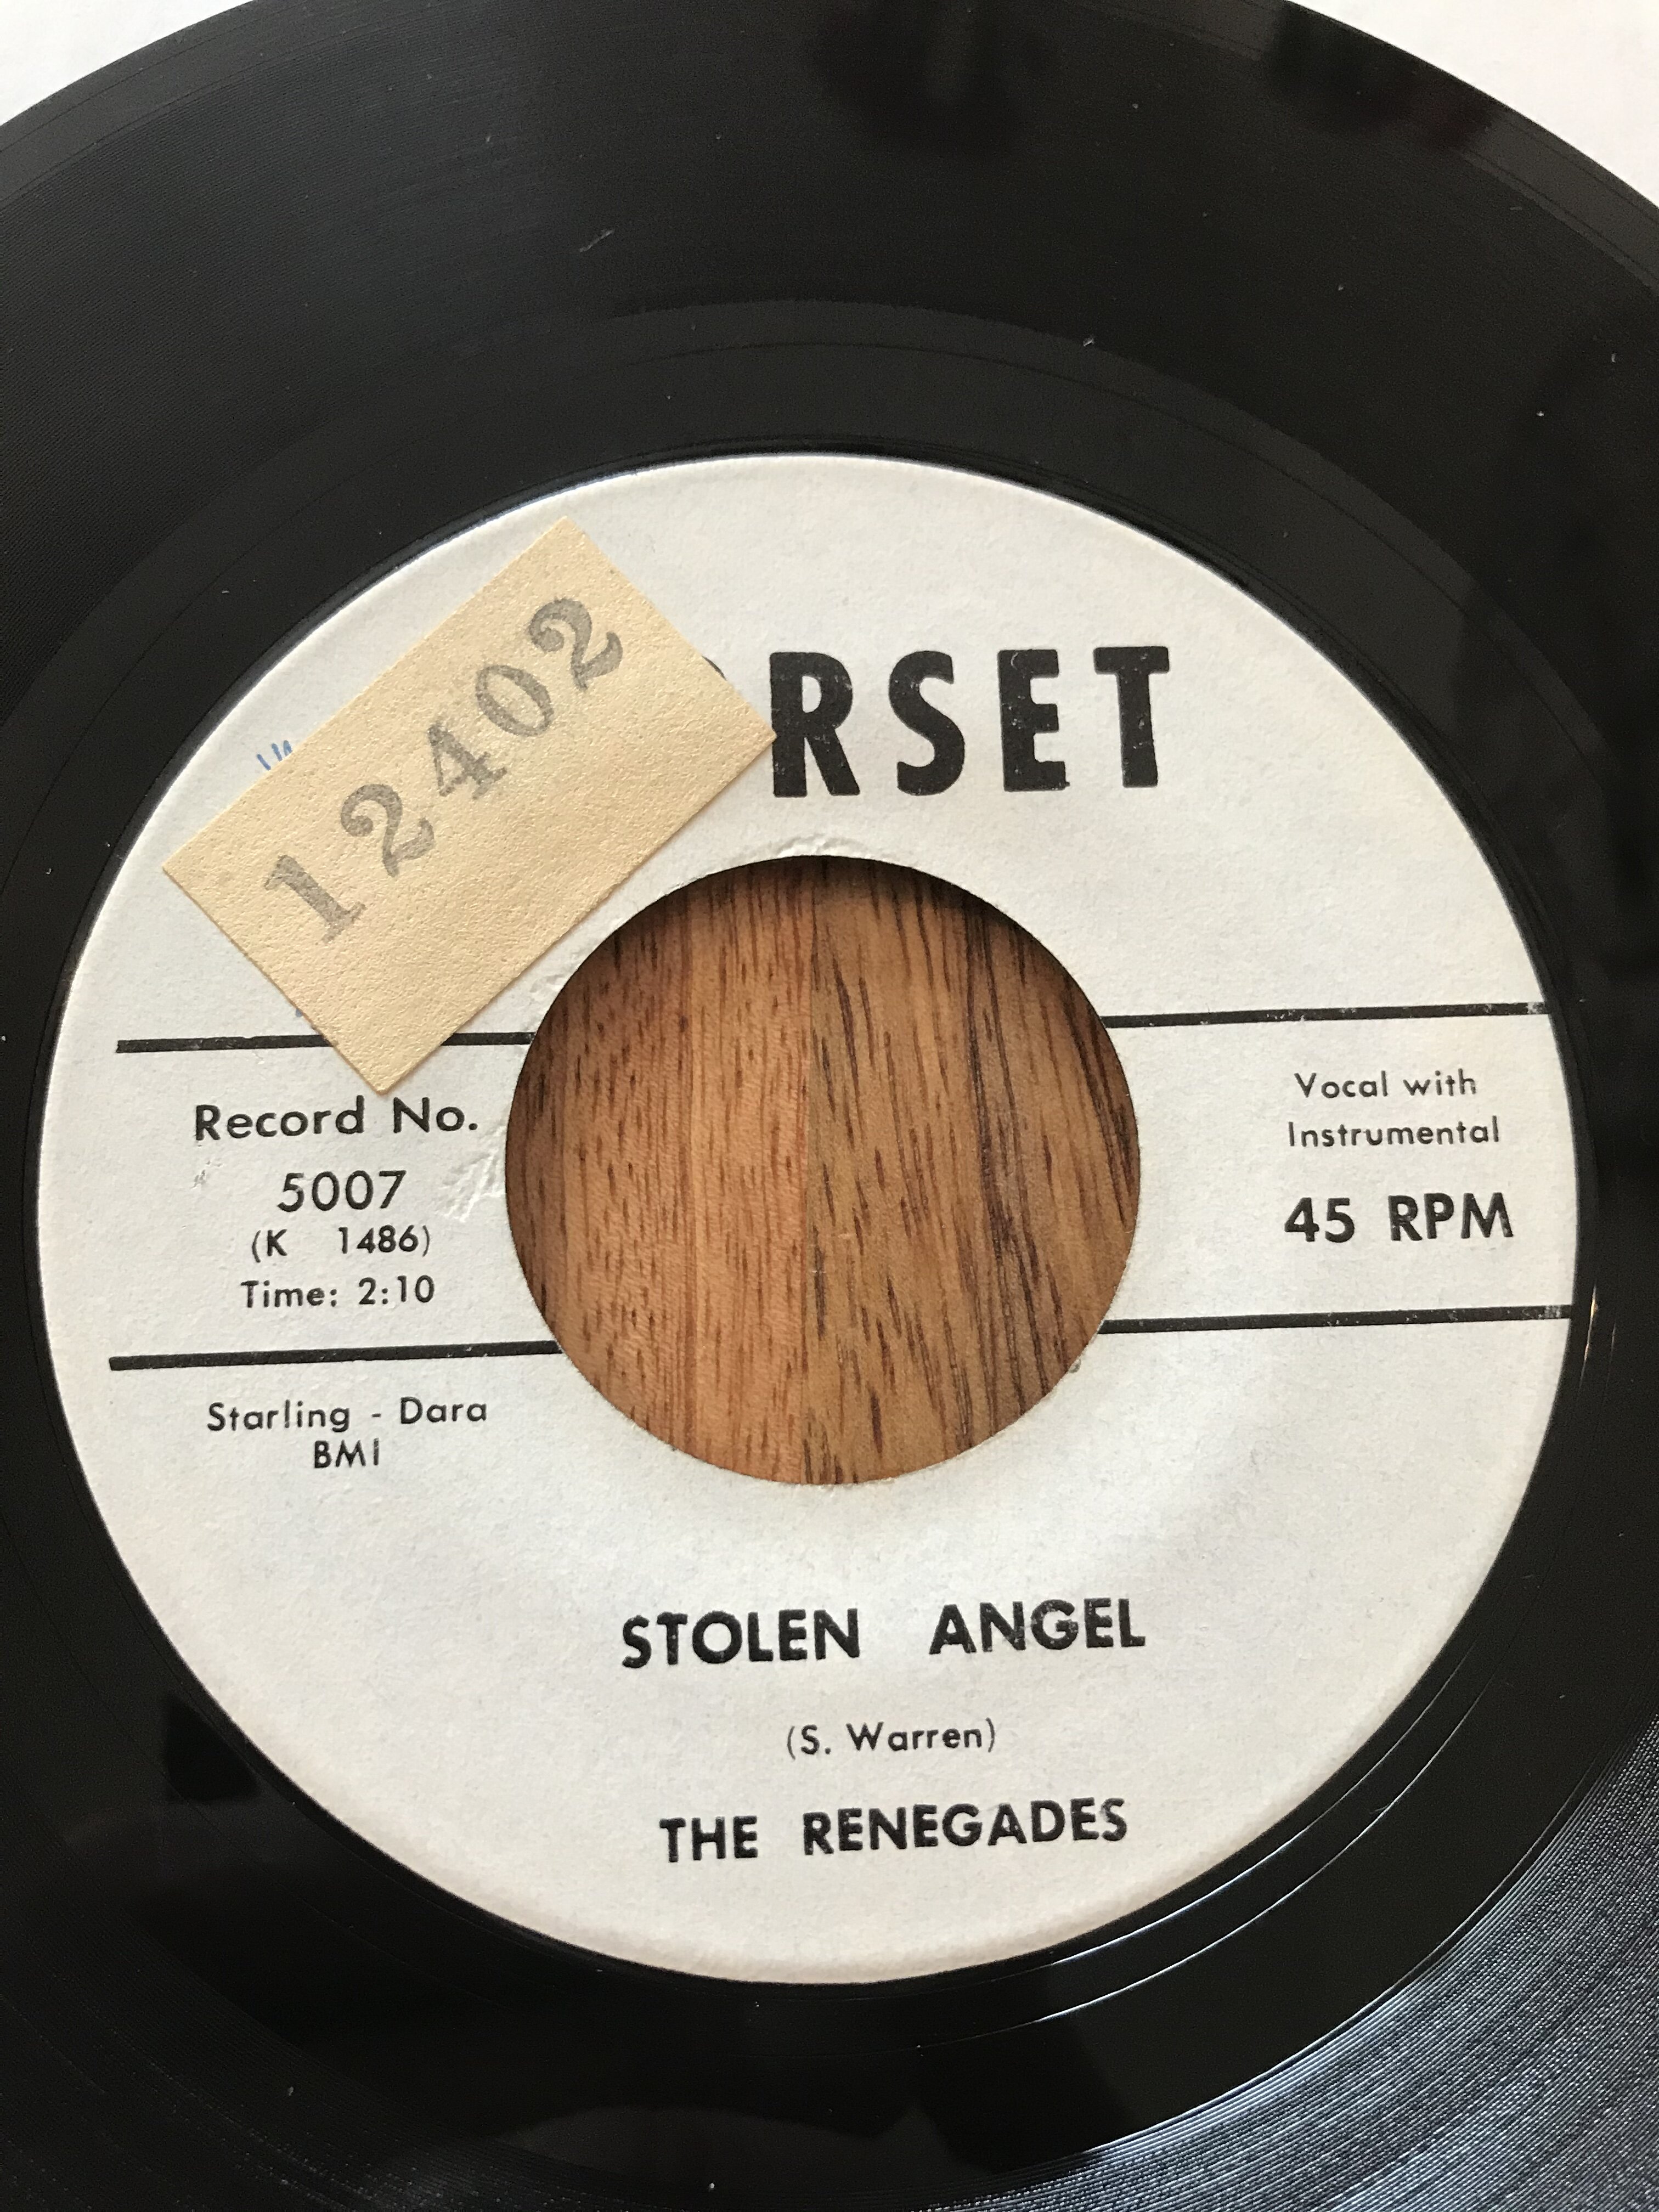 12402
RSET
Record No.
5007
(K 1486)
Time: 2:10
Vocal with
Instrumental
45 RPM
Starling - Dara
BMI
STOLEN ANGEL
(S. Warren)
THE RENEGADES